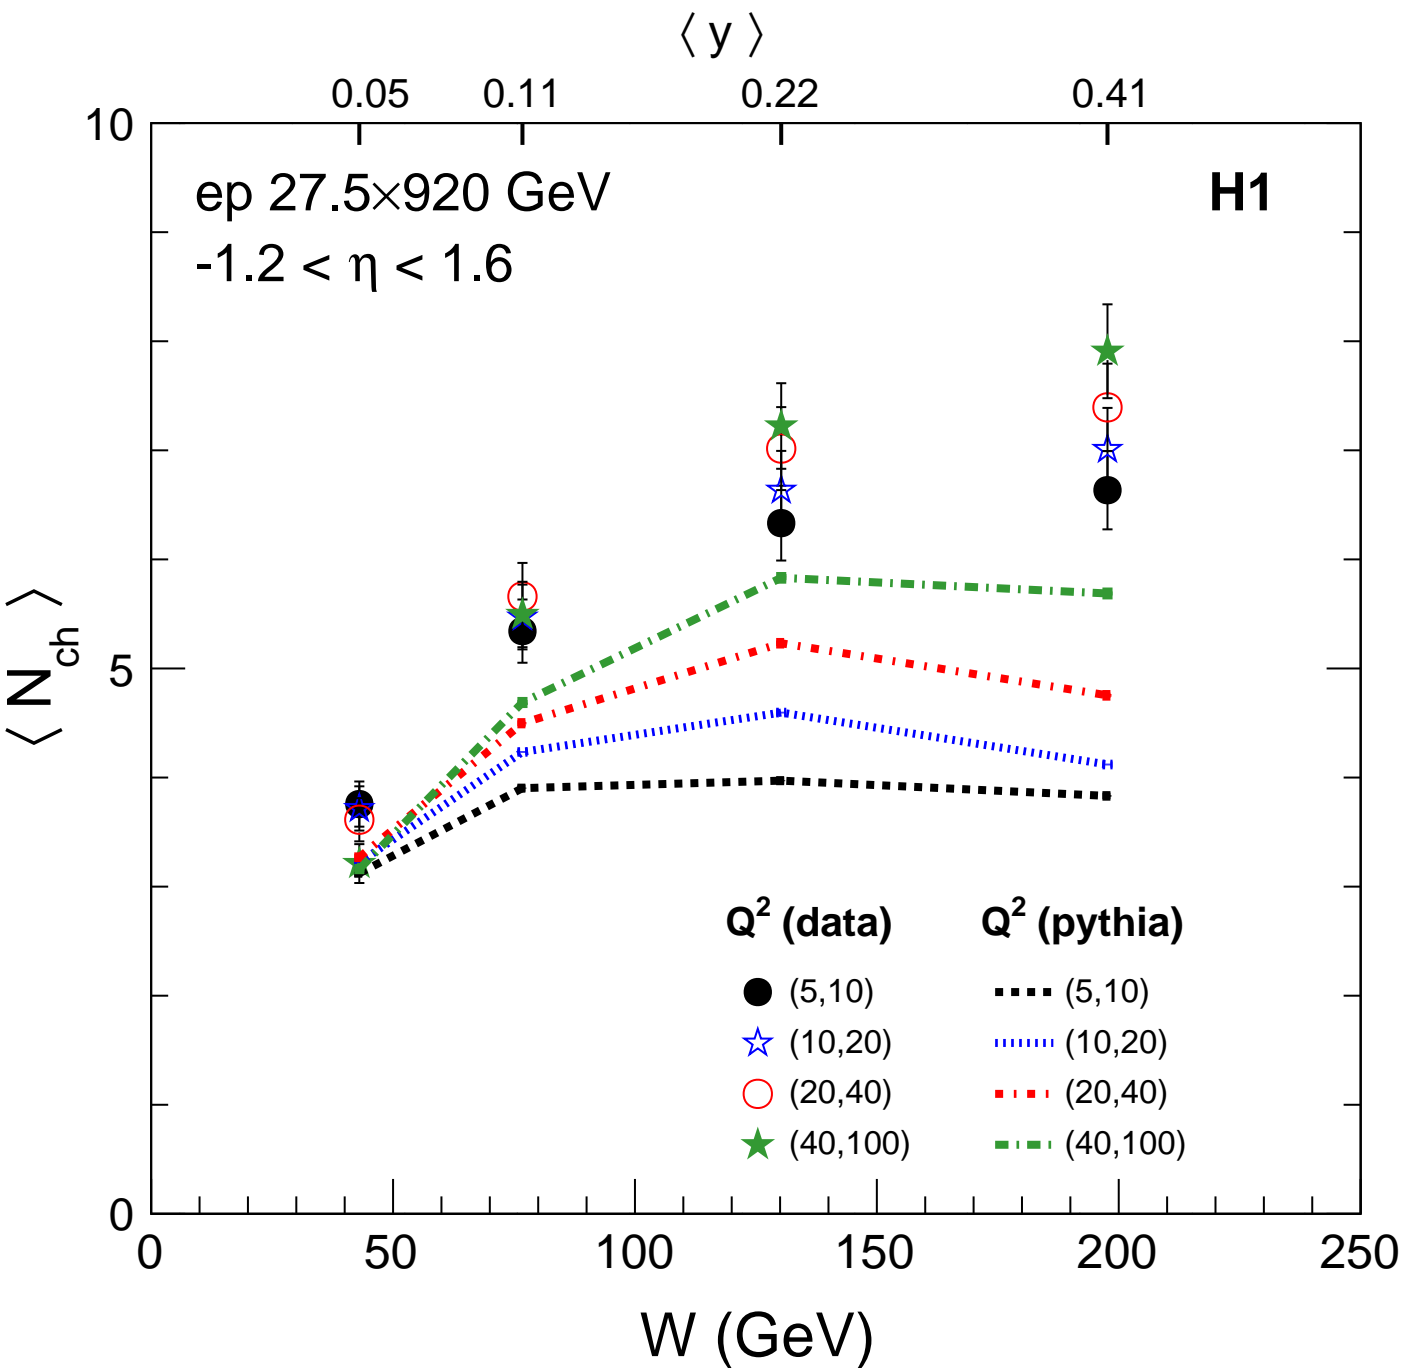 ⟨ y ⟩
0.05 0.11 0.22 0.41
10
ep 27.5×920 GeV H1
-1.2 < η < 1.6
⟨ N_ch ⟩
5
Q² (data) Q² (pythia)
(5,10) (5,10)
(10,20) (10,20)
(20,40) (20,40)
(40,100) (40,100)
0
0 50 100 150 200 250
W (GeV)